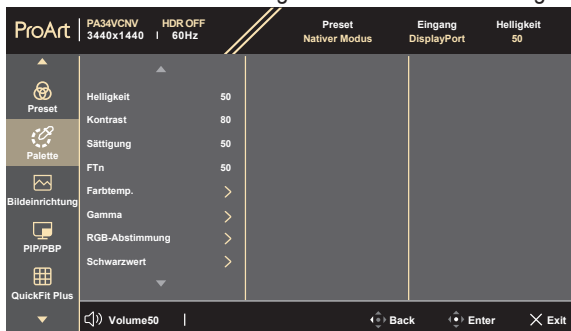 ProArt
PA34VCNV HDR OFF
3440x1440 | 60Hz
Preset
Nativer Modus
Eingang
DisplayPort
Helligkeit
50
Preset
Palette
Bildeinrichtung
PIP/PBP
QuickFit Plus
Helligkeit 50
Kontrast 80
Sättigung 50
FTn 50
Farbtemp.
Gamma
RGB-Abstimmung
Schwarzwert
Volume50 |
Back
Enter
Exit